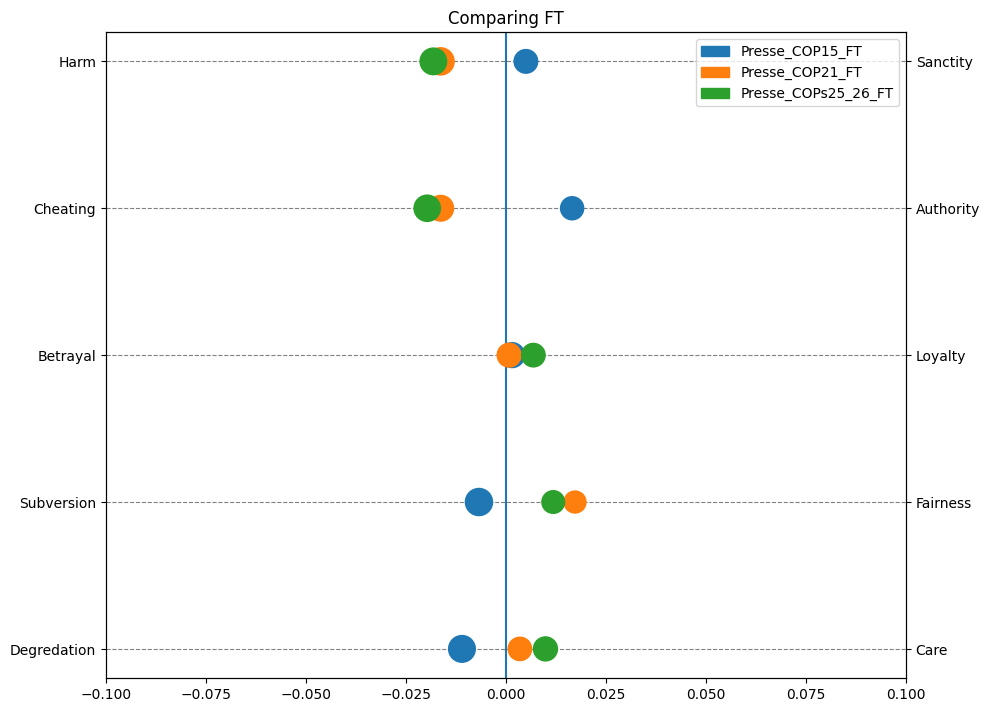 Comparing FT
Presse_COP15_FT
Presse_COP21_FT
Presse_COPs25_26_FT
Harm
Sanctity
Cheating
Authority
Betrayal
Loyalty
Subversion
Fairness
Degredation
Care
−0.100
−0.075
−0.050
−0.025
0.000
0.025
0.050
0.075
0.100